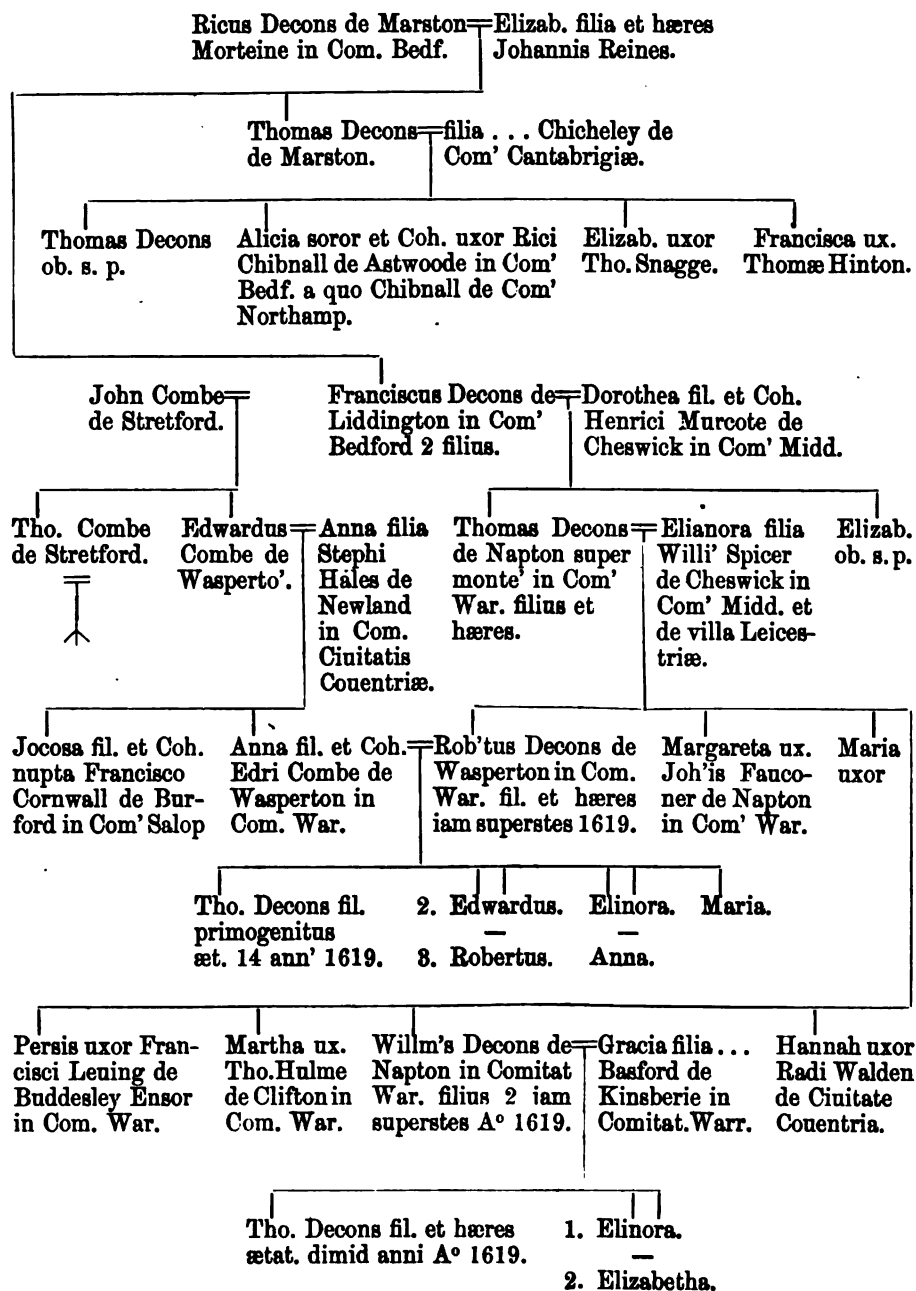 Ricus Decons de Marston
Morteine in Com. Bedf.
Elizab. filia et hæres
Johannis Reines.
Thomas Decons
de Marston.
filia . . . Chicheley de
Com' Cantabrigiæ.
Thomas Decons
ob. s. p.
Alicia soror et Coh. uxor Rici
Chibnall de Astwoode in Com'
Bedf. a quo Chibnall de Com'
Northamp.
Elizab. uxor
Tho. Snagge.
Francisca ux.
Thomæ Hinton.
John Combe
de Stretford.
Franciscus Decons de
Liddington in Com'
Bedford 2 filius.
Dorothea fil. et Coh.
Henrici Murcote de
Cheswick in Com' Midd.
Tho. Combe
de Stretford.
Edwardus
Combe de
Wasperto'.
Anna filia
Stephi
Hales de
Newland
in Com.
Ciuitatis
Couentriæ.
Thomas Decons
de Napton super
monte' in Com'
War. filius et
hæres.
Elianora filia
Willi' Spicer
de Cheswick in
Com' Midd. et
de villa Leices-
triæ.
Elizab.
ob. s. p.
Jocosa fil. et Coh.
nupta Francisco
Cornwall de Bur-
ford in Com' Salop
Anna fil. et Coh.
Edri Combe de
Wasperton in
Com. War.
Rob'tus Decons de
Wasperton in Com.
War. fil. et hæres
iam superstes 1619.
Margareta ux.
Joh'is Fauco-
ner de Napton
in Com' War.
Maria
uxor
Tho. Decons fil.
primogenitus
æt. 14 ann' 1619.
2. Edwardus.
—
3. Robertus.
Elinora.
—
Anna.
Maria.
Persis uxor Fran-
cisci Leuing de
Buddesley Ensor
in Com. War.
Martha ux.
Tho. Hulme
de Clifton in
Com. War.
Willm's Decons de
Napton in Comitat
War. filius 2 iam
superstes Aº 1619.
Gracia filia...
Basford de
Kinsberie in
Comitat. Warr.
Hannah uxor
Radi Walden
de Ciuitate
Couentria.
Tho. Decons fil. et hæres
ætat. dimid anni Aº 1619.
1. Elinora.
—
2. Elizabetha.